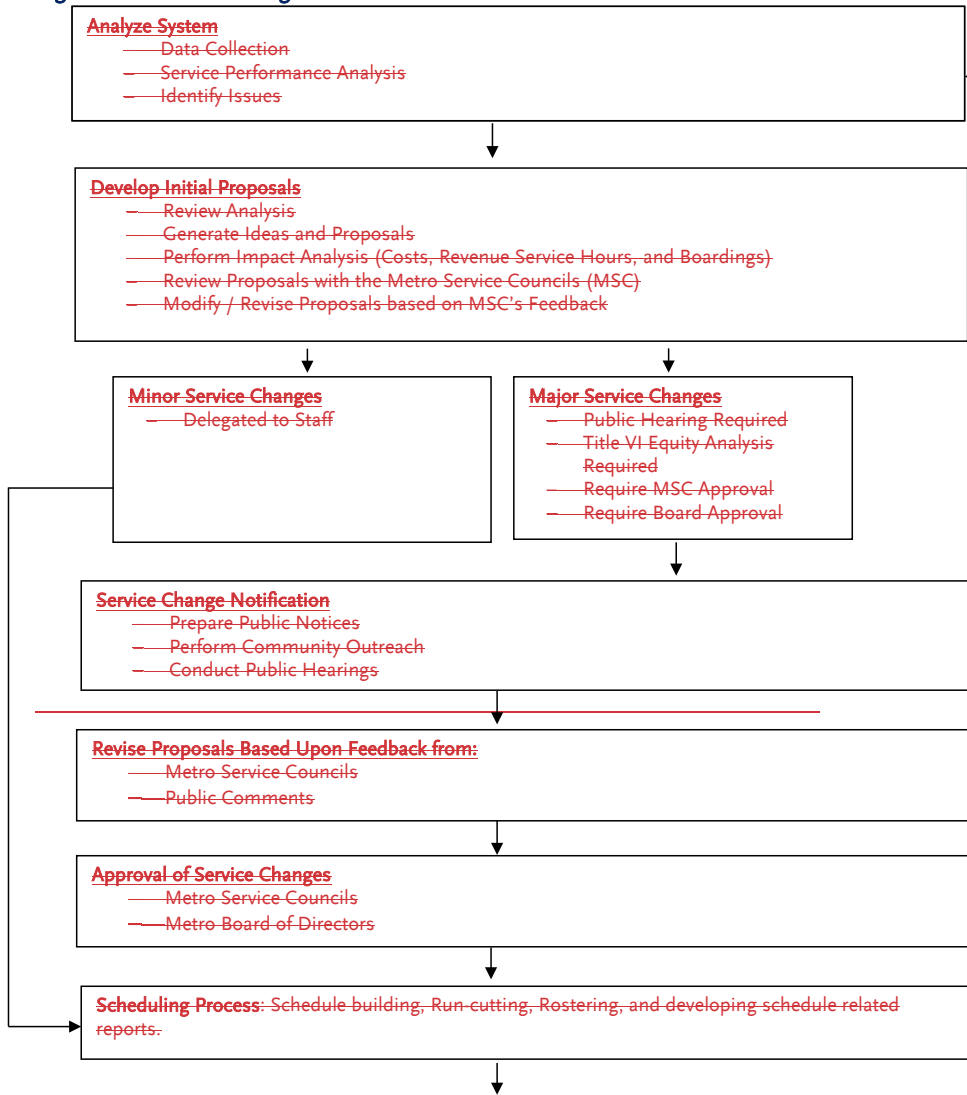 Analyze System
– Data Collection
– Service Performance Analysis
– Identify Issues
Develop Initial Proposals
– Review Analysis
– Generate Ideas and Proposals
– Perform Impact Analysis (Costs, Revenue Service Hours, and Boardings)
– Review Proposals with the Metro Service Councils (MSC)
– Modify / Revise Proposals based on MSC's Feedback
Minor Service Changes
– Delegated to Staff
Major Service Changes
– Public Hearing Required
– Title VI Equity Analysis
Required
– Require MSC Approval
– Require Board Approval
Service Change Notification
– Prepare Public Notices
– Perform Community Outreach
– Conduct Public Hearings
Revise Proposals Based Upon Feedback from:
– Metro Service Councils
– Public Comments
Approval of Service Changes
– Metro Service Councils
– Metro Board of Directors
Scheduling Process: Schedule building, Run-cutting, Rostering, and developing schedule related
reports.